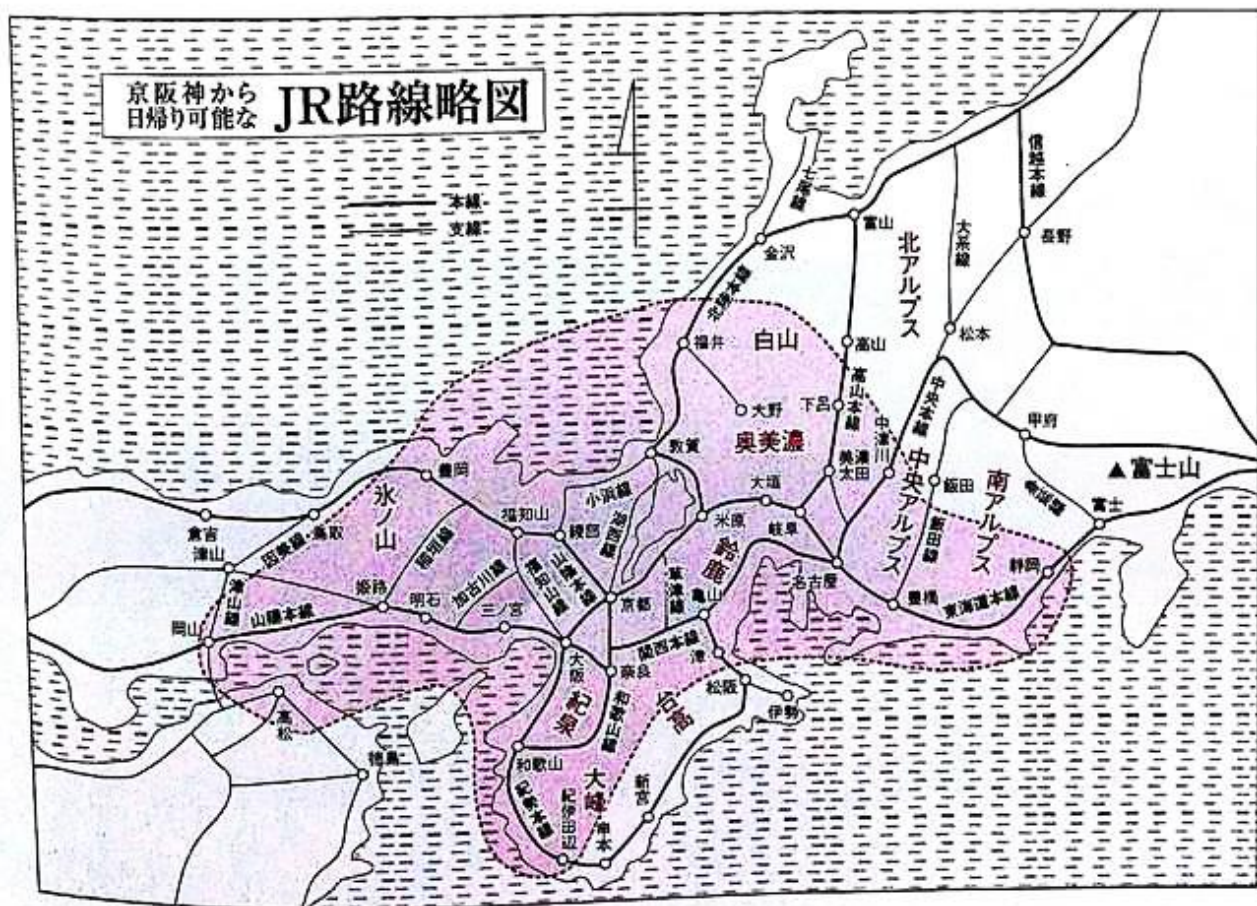 京阪神から
日帰り可能な
JR路線略図
本線
支線
七尾線
信越本線
富山
金沢
北アルプス
大糸線
長野
北陸本線
福井
白山
高山
松本
大野
下呂
高山本線
中央本線
奥美濃
中津川
甲府
敦賀
美濃
太田
中央アルプス
飯田
南アルプス
▲富士山
豊岡
氷ノ山
小浜線
大垣
岐阜
富士
倉吉
鳥取
福知山
綾部
湖西線
米原
鈴鹿
飯田線
静岡
津山
因美線
播但線
加古川線
福知山線
山陰本線
草津線
名古屋
豊橋
東海道本線
津山線
姫路
明石
三ノ宮
京都
亀山
岡山
山陽本線
関西本線
津
大阪
奈良
松阪
伊勢
高松
紀泉
和歌山線
台高
徳島
和歌山
大峰
新宮
紀勢本線
紀伊田辺
串本